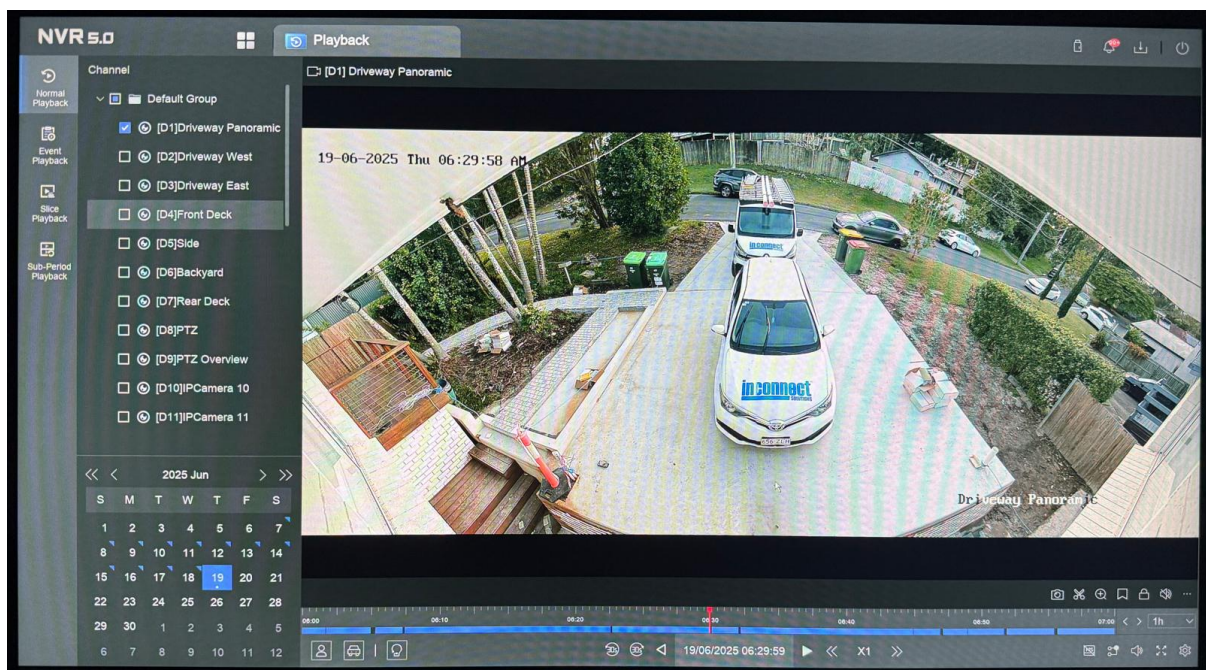 NVR 5.0
Playback
99+
Normal
Playback
Event
Playback
Slice
Playback
Sub-Period
Playback
Channel
Default Group
[D1]Driveway Panoramic
[D2]Driveway West
[D3]Driveway East
[D4]Front Deck
[D5]Side
[D6]Backyard
[D7]Rear Deck
[D8]PTZ
[D9]PTZ Overview
[D10]IPCamera 10
[D11]IPCamera 11
2025 Jun
S M T W T F S
1 2 3 4 5 6 7
8 9 10 11 12 13 14
15 16 17 18 19 20 21
22 23 24 25 26 27 28
29 30 1 2 3 4 5
6 7 8 9 10 11 12
[D1] Driveway Panoramic
19-06-2025 Thu 06:29:58 AM
inconnect
inconnect
solutions
Driveway Panoramic
06:00 06:10 06:20 06:30 06:40 06:50 07:00
1h
30 30 19/06/2025 06:29:59 X1